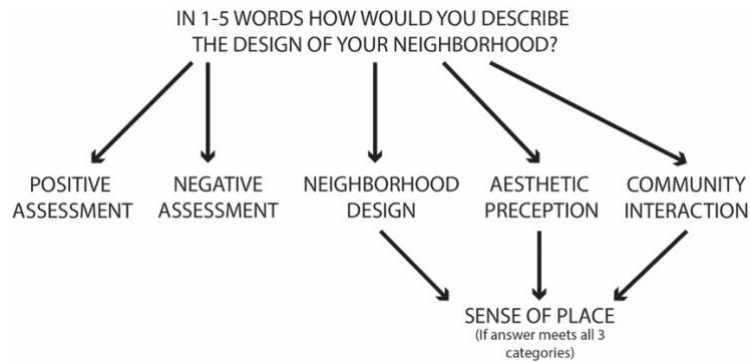 IN 1-5 WORDS HOW WOULD YOU DESCRIBE
THE DESIGN OF YOUR NEIGHBORHOOD?
POSITIVE
ASSESSMENT
NEGATIVE
ASSESSMENT
NEIGHBORHOOD
DESIGN
AESTHETIC
PRECEPTION
COMMUNITY
INTERACTION
SENSE OF PLACE
(If answer meets all 3
categories)